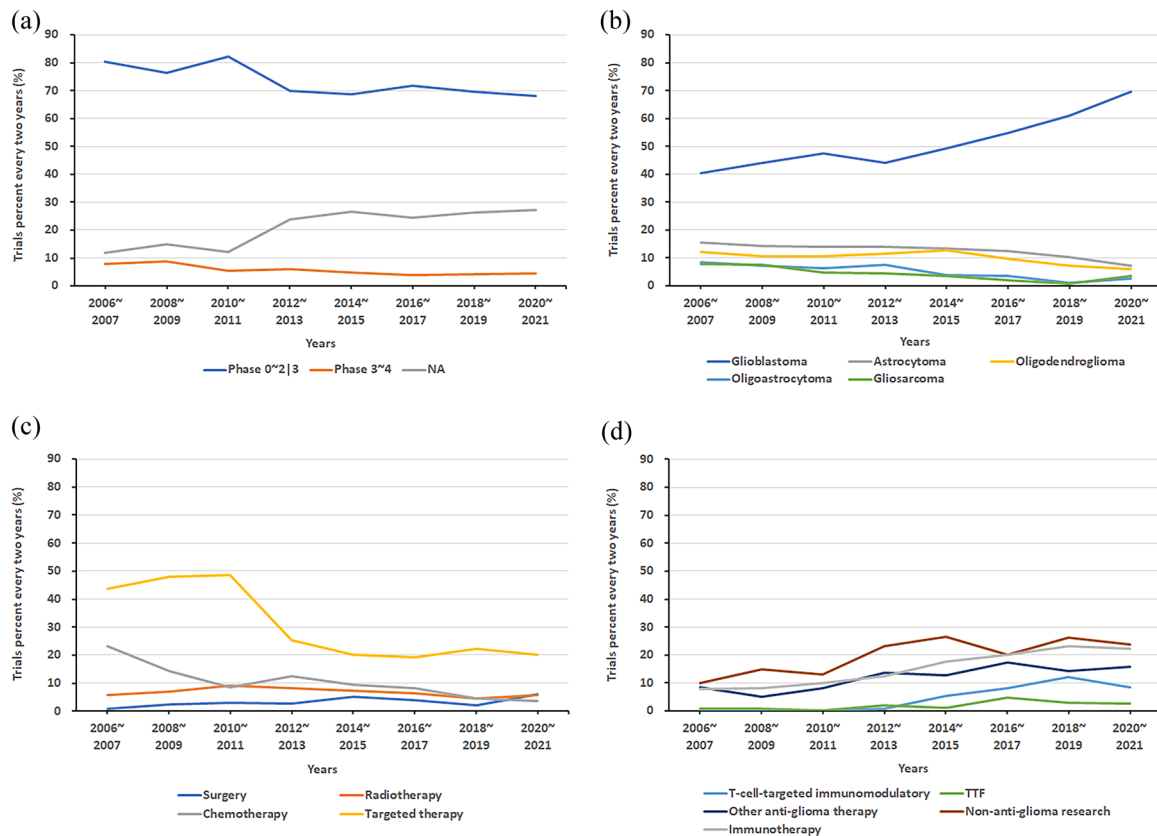 (a)
Trials percent every two years (%)
90
80
70
60
50
40
30
20
10
0
2006~ 2008~ 2010~ 2012~ 2014~ 2016~ 2018~ 2020~
2007 2009 2011 2013 2015 2017 2019 2021
Years
Phase 0~2|3 Phase 3~4 NA
(b)
Trials percent every two years (%)
90
80
70
60
50
40
30
20
10
0
2006~ 2008~ 2010~ 2012~ 2014~ 2016~ 2018~ 2020~
2007 2009 2011 2013 2015 2017 2019 2021
Years
Glioblastoma Astrocytoma Oligodendroglioma
Oligoastrocytoma Gliosarcoma
(c)
Trials percent every two years (%)
90
80
70
60
50
40
30
20
10
0
2006~ 2008~ 2010~ 2012~ 2014~ 2016~ 2018~ 2020~
2007 2009 2011 2013 2015 2017 2019 2021
Years
Surgery Radiotherapy
Chemotherapy Targeted therapy
(d)
Trials percent every two years (%)
90
80
70
60
50
40
30
20
10
0
2006~ 2008~ 2010~ 2012~ 2014~ 2016~ 2018~ 2020~
2007 2009 2011 2013 2015 2017 2019 2021
Years
T-cell-targeted immunomodulatory TTF
Other anti-glioma therapy Non-anti-glioma research
Immunotherapy